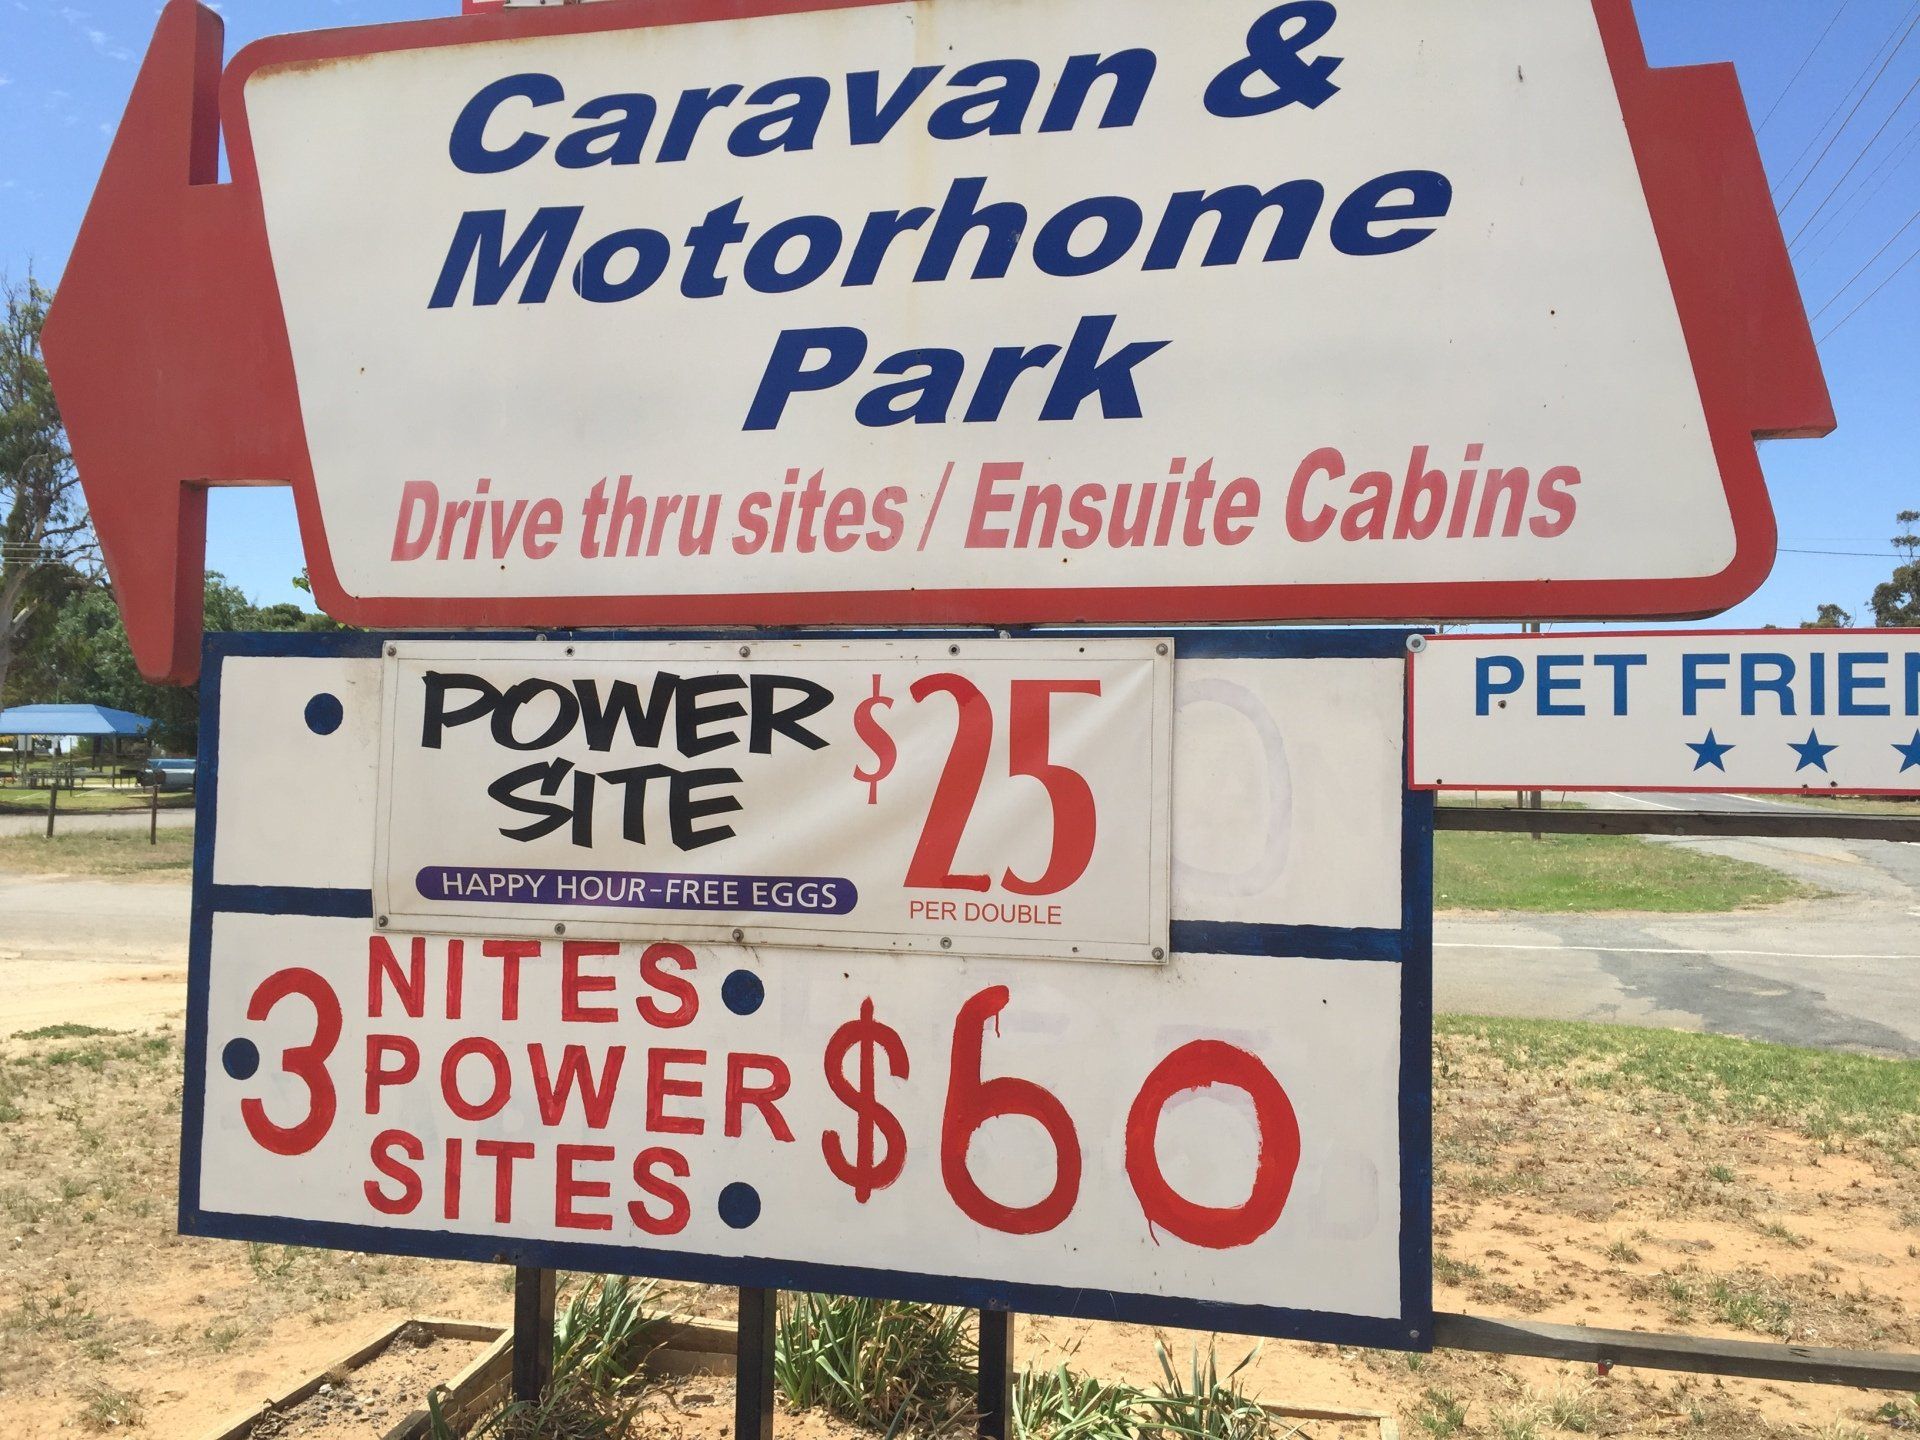 Caravan &
Motorhome
Park
Drive thru sites / Ensuite Cabins
POWER
SITE
$25
HAPPY HOUR-FREE EGGS
PER DOUBLE
PET FRIEN
3 NITES
POWER
SITES
$60